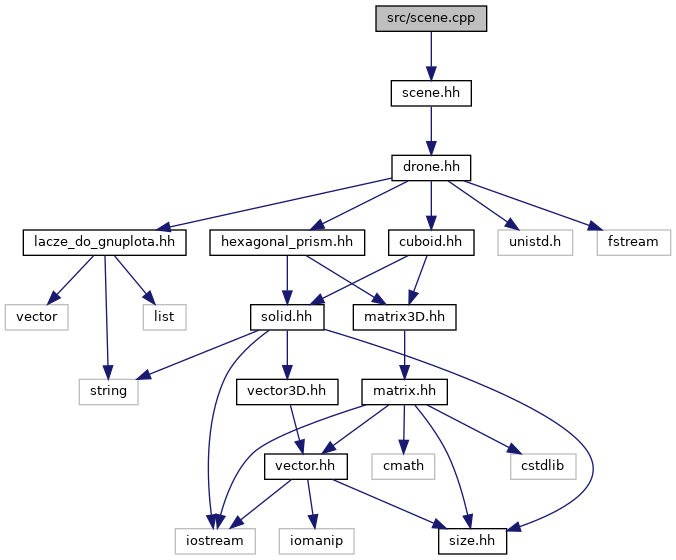 src/scene.cpp
scene.hh
drone.hh
lacze_do_gnuplota.hh
hexagonal_prism.hh
cuboid.hh
unistd.h
fstream
vector
list
solid.hh
matrix3D.hh
string
vector3D.hh
matrix.hh
vector.hh
cmath
cstdlib
iostream
iomanip
size.hh